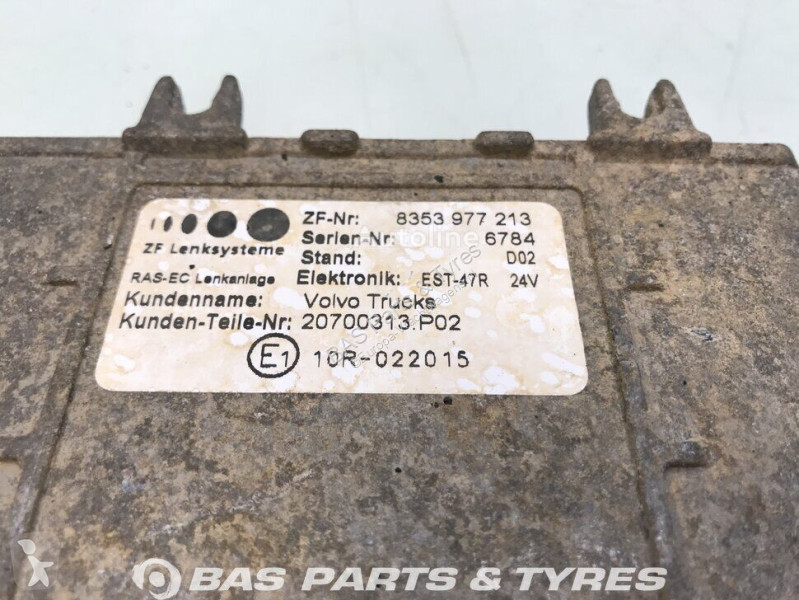 ZF-Nr: 8353 977 213
ZF Lenksysteme
Serien-Nr: 6784
Stand: D02
RAS-EC Lenkanlage
Elektronik: EST-47R 24V
Kundenname: Volvo Trucks
Kunden-Teile-Nr: 20700313.P02
E1 10R-022015
BAS PARTS & TYRES